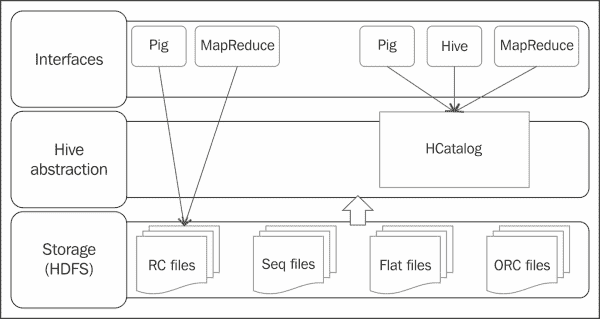 Interfaces
Pig
MapReduce
Pig
Hive
MapReduce
Hive
abstraction
HCatalog
Storage
(HDFS)
RC files
Seq files
Flat files
ORC files